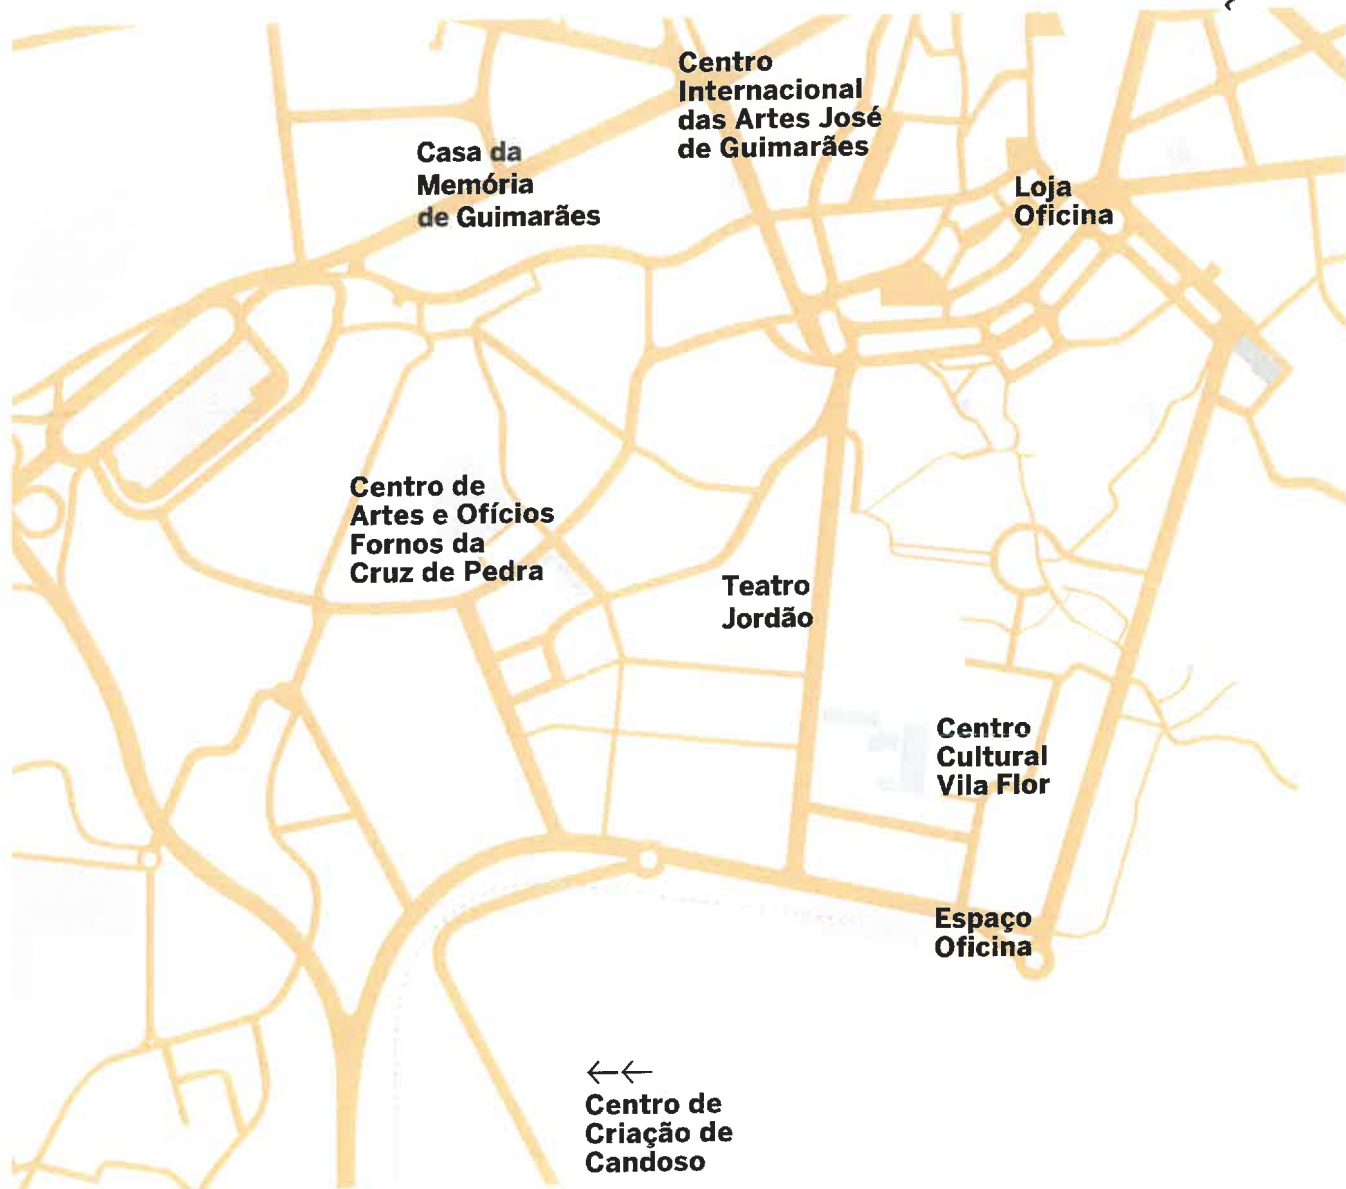 Centro
Internacional
das Artes José
de Guimarães
Casa da
Memória
de Guimarães
Loja
Oficina
Centro de
Artes e Ofícios
Fornos da
Cruz de Pedra
Teatro
Jordão
Centro
Cultural
Vila Flor
Espaço
Oficina
←←
Centro de
Criação de
Candoso